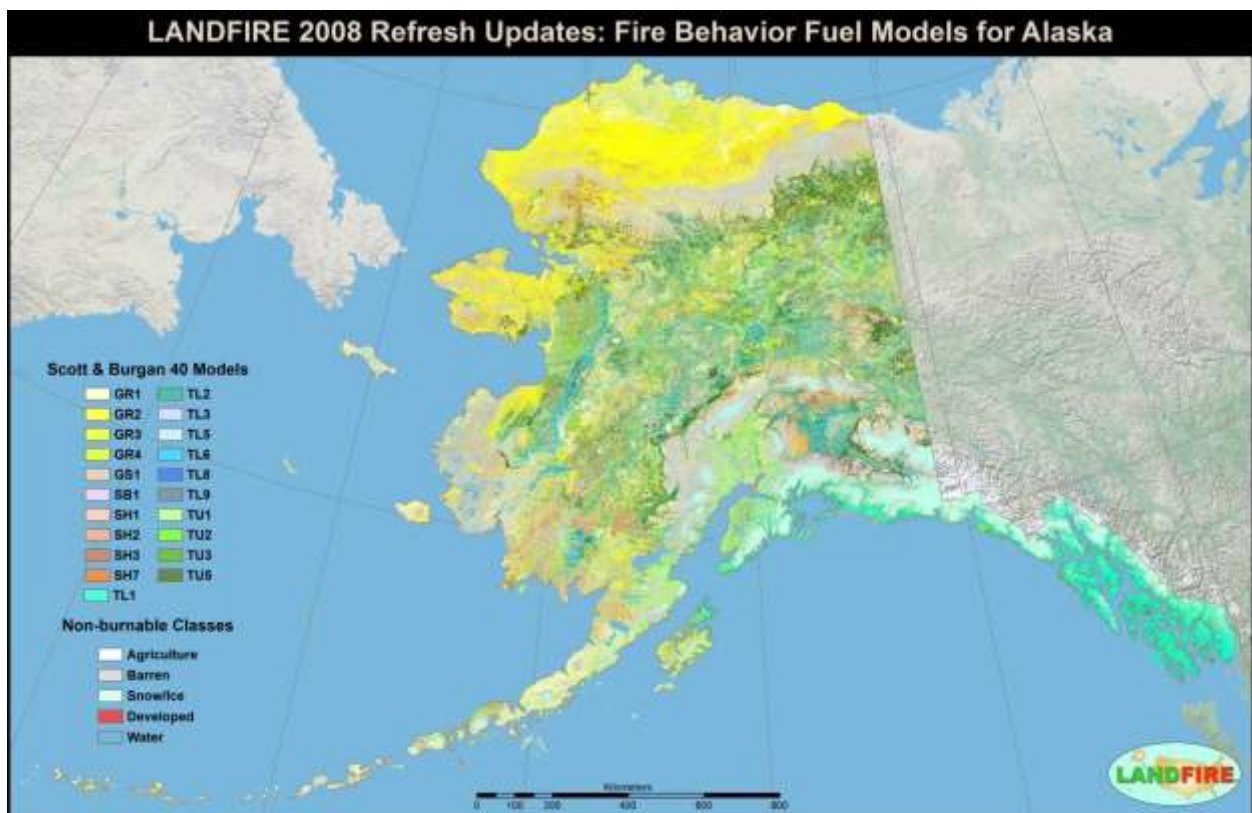 LANDFIRE 2008 Refresh Updates: Fire Behavior Fuel Models for Alaska
Scott & Burgan 40 Models
GR1 TL2
GR2 TL3
GR3 TL5
GR4 TL6
GS1 TL8
SB1 TL9
SH1 TU1
SH2 TU2
SH3 TU3
SH7 TU5
TL1
Non-burnable Classes
Agriculture
Barren
Snow/Ice
Developed
Water
Kilometers
0 100 200 400 600 800
LANDFIRE